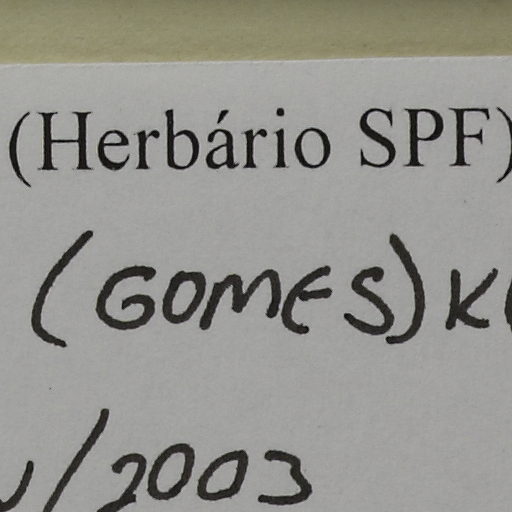 (Herbário SPF)
(GOMES) K
/2003